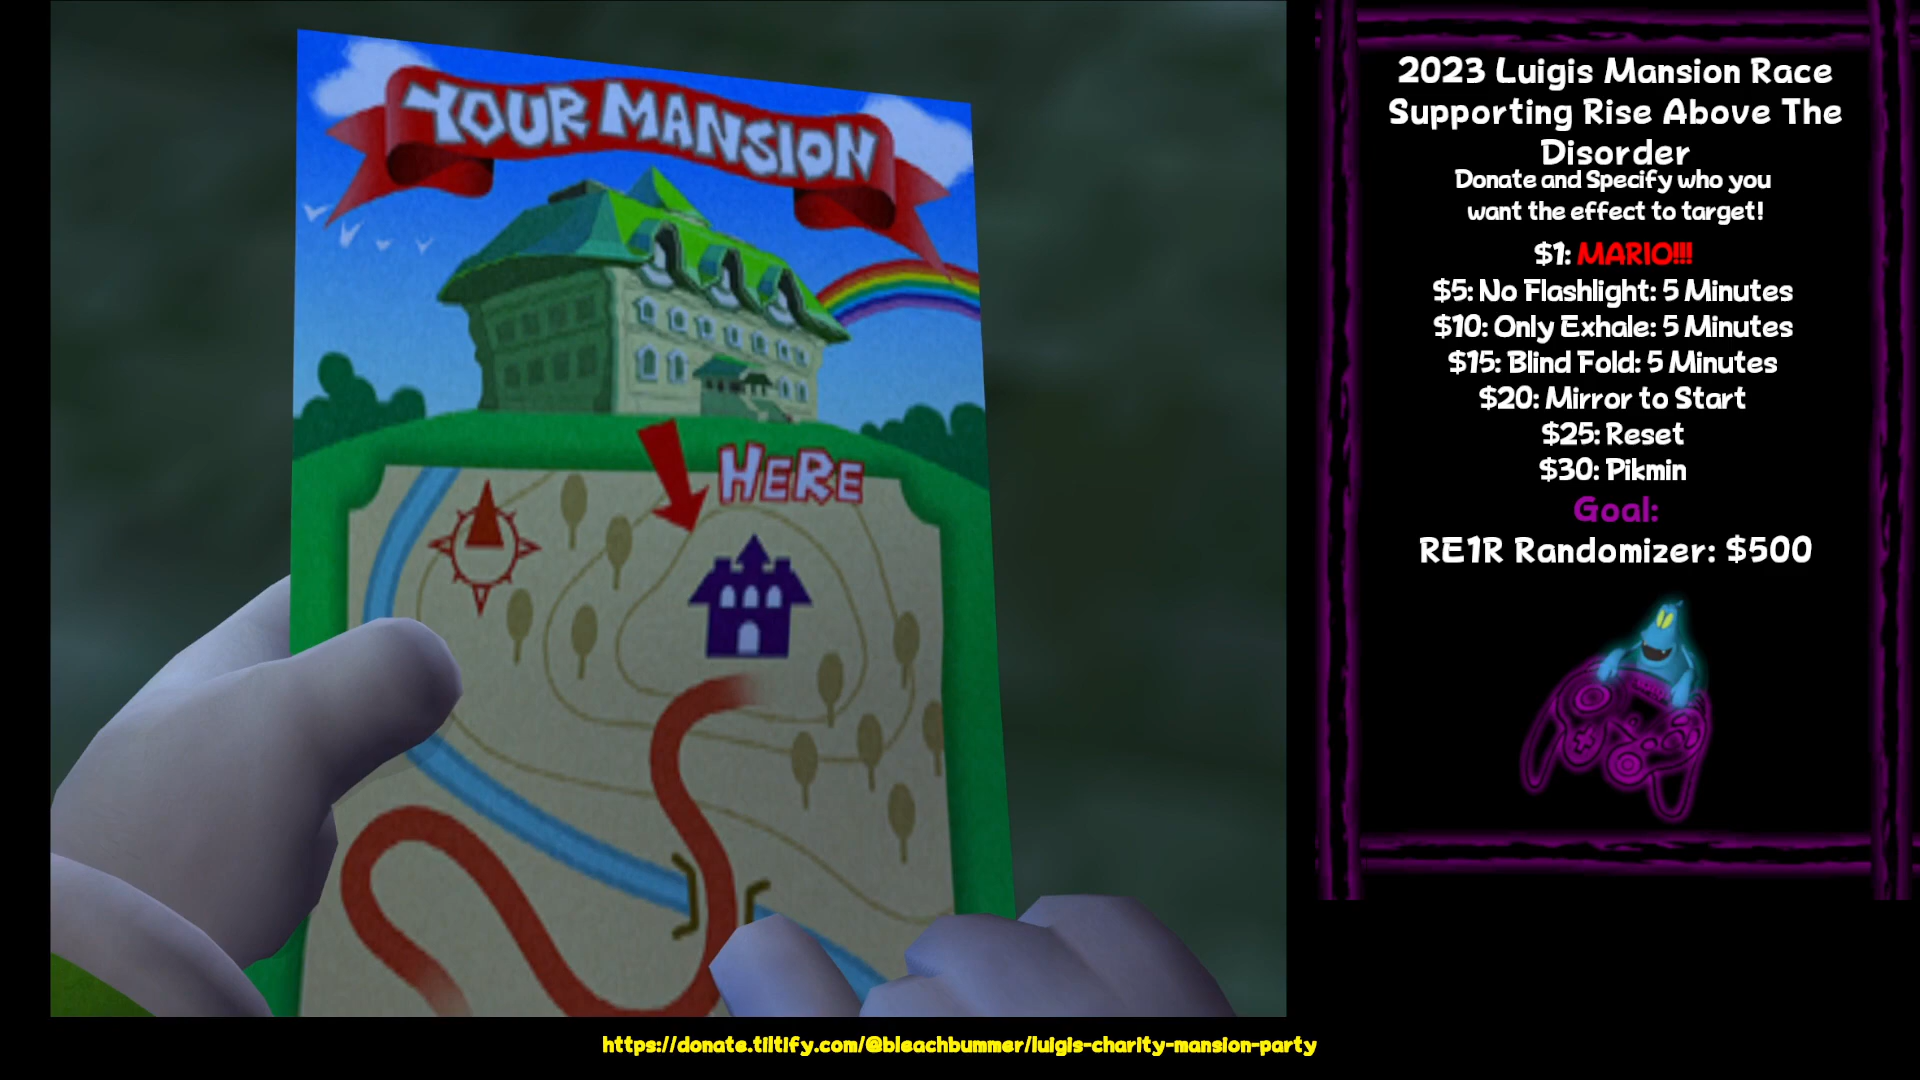 YOUR MANSION
HERE
2023 Luigis Mansion Race
Supporting Rise Above The
Disorder
Donate and Specify who you
want the effect to target!
$1: MARIO!!!
$5: No Flashlight: 5 Minutes
$10: Only Exhale: 5 Minutes
$15: Blind Fold: 5 Minutes
$20: Mirror to Start
$25: Reset
$30: Pikmin
Goal:
RE1R Randomizer: $500
https://donate.tiltify.com/@bleachbummer/luigis-charity-mansion-party